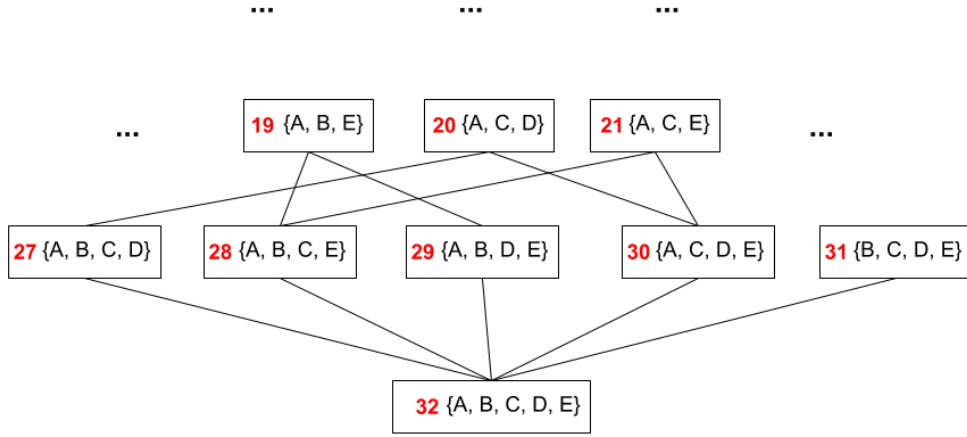 ... ... ...
... 19 {A, B, E} 20 {A, C, D} 21 {A, C, E} ...
27 {A, B, C, D} 28 {A, B, C, E} 29 {A, B, D, E} 30 {A, C, D, E} 31 {B, C, D, E}
32 {A, B, C, D, E}